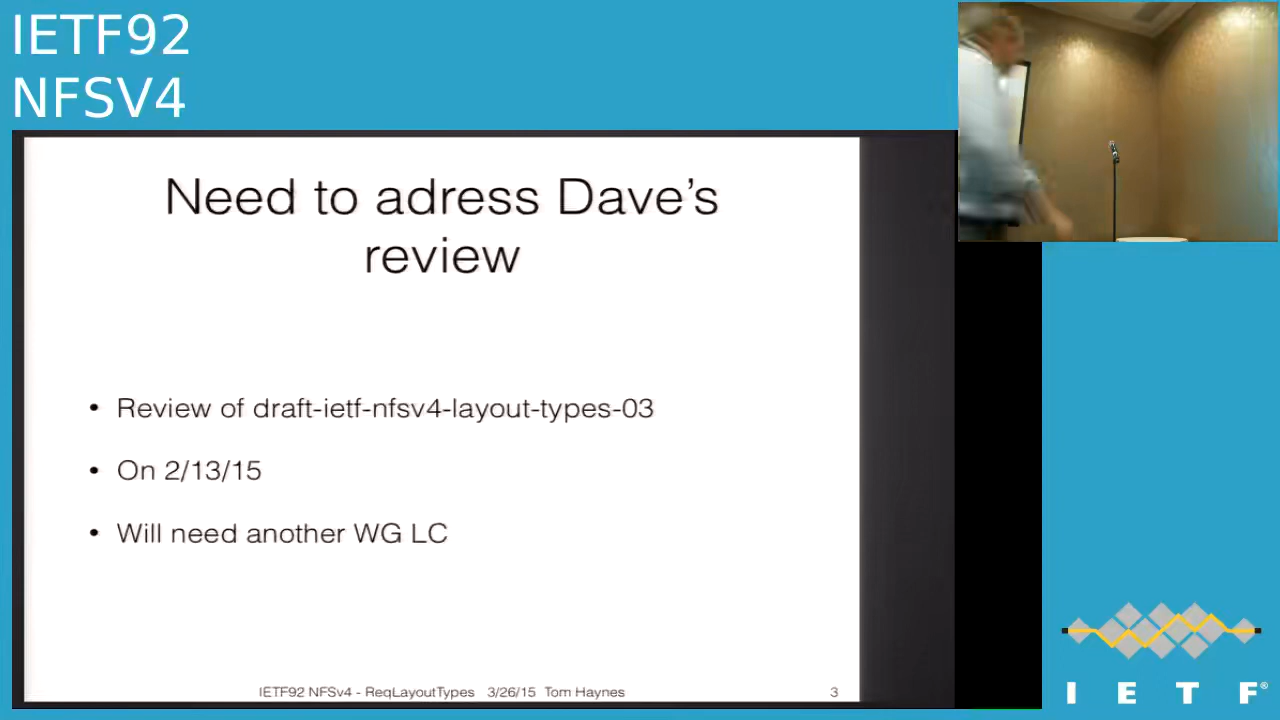 IETF92
NFSV4
Need to adress Dave’s
review
• Review of draft-ietf-nfsv4-layout-types-03
• On 2/13/15
• Will need another WG LC
IETF92 NFSv4 - ReqLayoutTypes 3/26/15 Tom Haynes 3
I E T F®